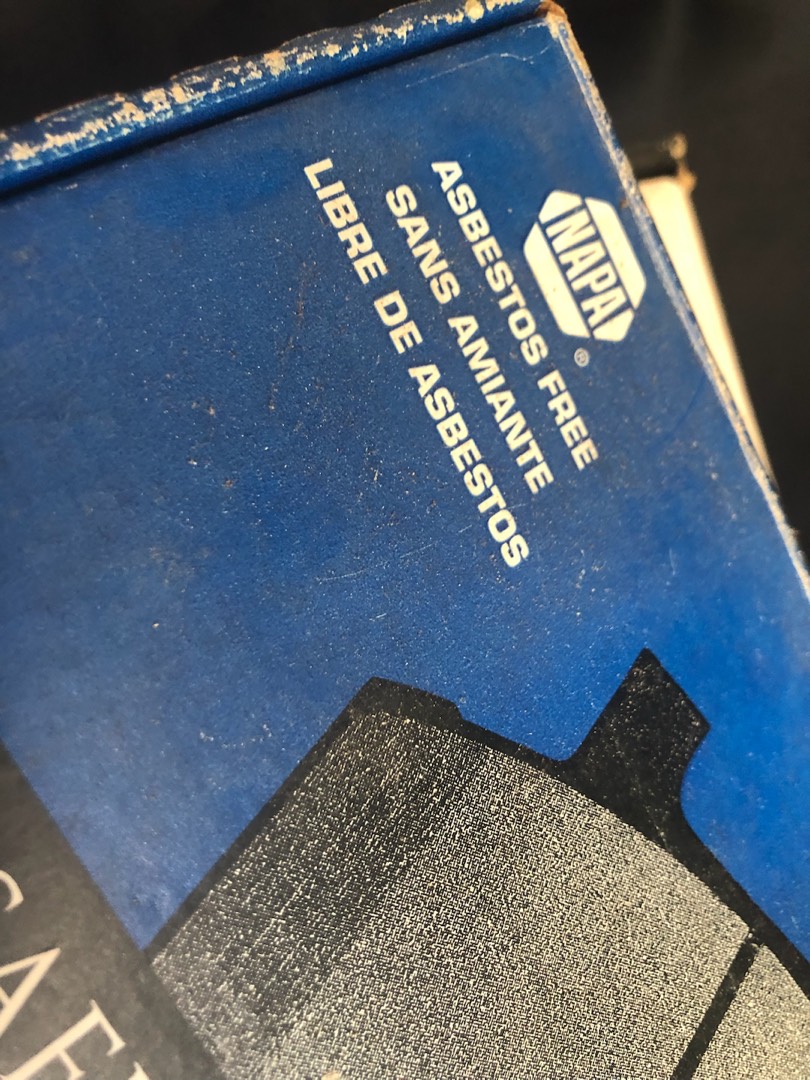 NAPA
®
ASBESTOS FREE
SANS AMIANTE
LIBRE DE ASBESTOS